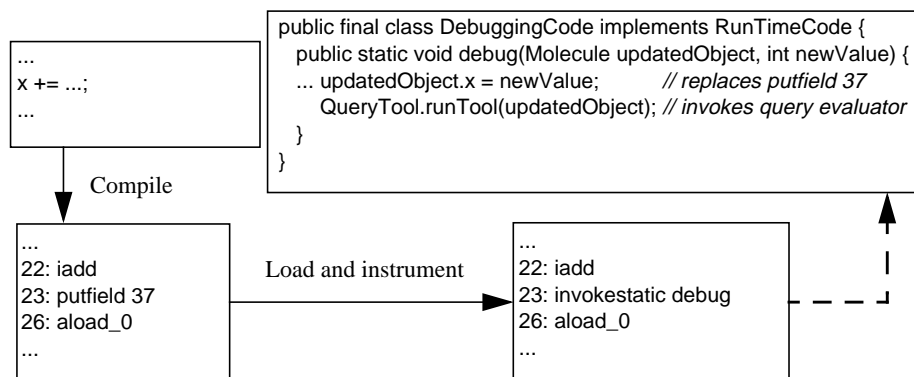 ...
x += ...;
...
public final class DebuggingCode implements RunTimeCode {
public static void debug(Molecule updatedObject, int newValue) {
... updatedObject.x = newValue; // replaces putfield 37
QueryTool.runTool(updatedObject); // invokes query evaluator
}
}
Compile
...
22: iadd
23: putfield 37
26: aload_0
...
Load and instrument
...
22: iadd
23: invokestatic debug
26: aload_0
...